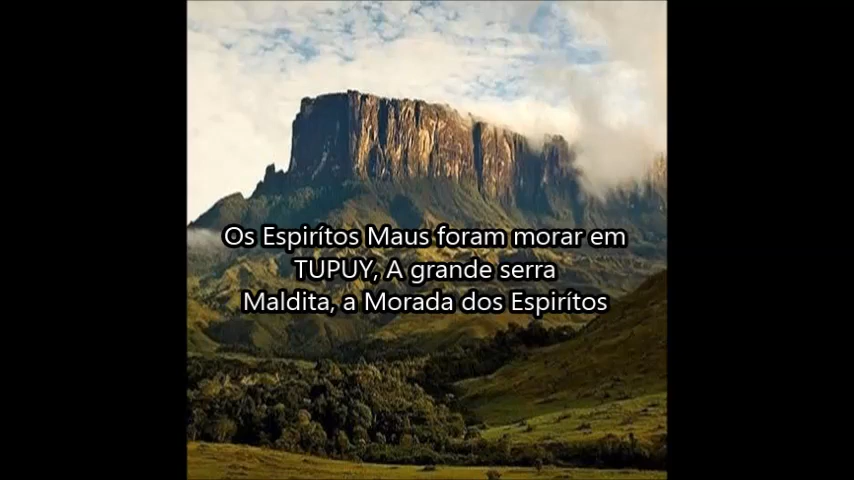 Os Espirítos Maus foram morar em
TUPUY, A grande serra
Maldita, a Morada dos Espirítos